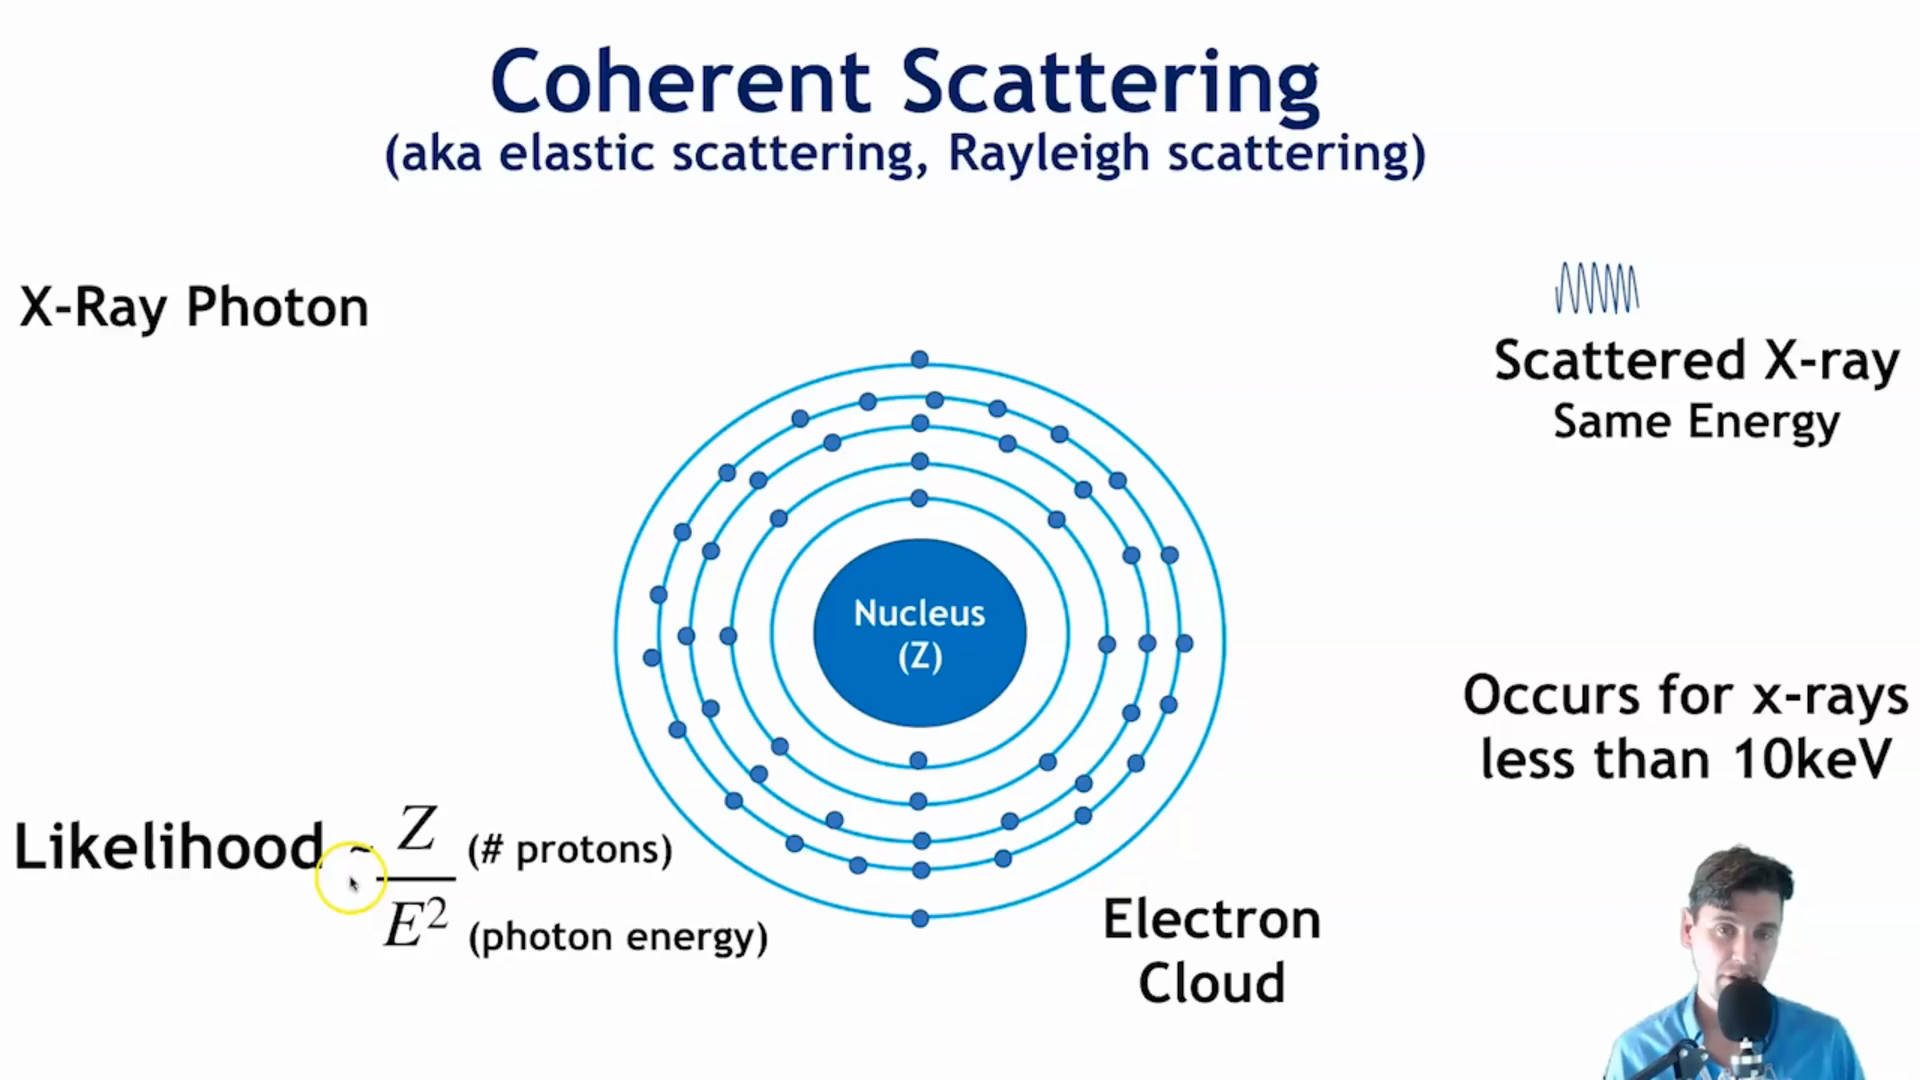 Coherent Scattering
(aka elastic scattering, Rayleigh scattering)
X-Ray Photon
Scattered X-ray
Same Energy
Nucleus
(Z)
Occurs for x-rays
less than 10keV
Likelihood ~ Z (# protons)
E² (photon energy)
Electron
Cloud